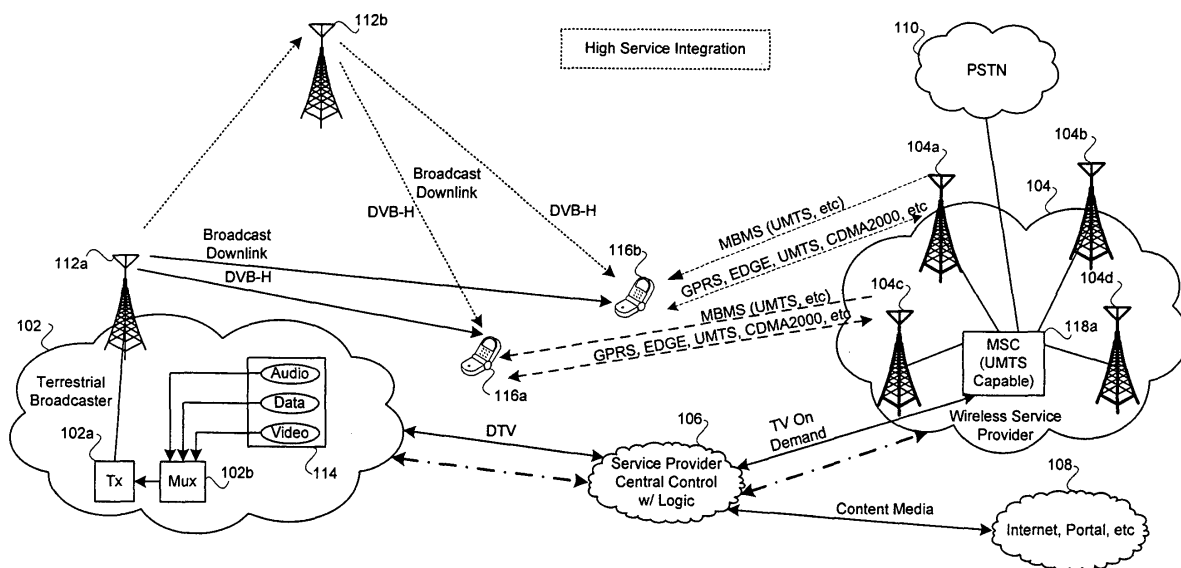 112b
High Service Integration
110
PSTN
104a
104b
104
Broadcast
Downlink
DVB-H
DVB-H
MBMS (UMTS, etc)
GPRS, EDGE, UMTS, CDMA2000, etc
112a
Broadcast
Downlink
DVB-H
116b
104c
104d
MBMS (UMTS, etc)
GPRS, EDGE, UMTS, CDMA2000, etc
118a
MSC
(UMTS
Capable)
102
Terrestrial
Broadcaster
Audio
Data
Video
116a
102a
Tx
Mux
102b
114
DTV
106
Service Provider
Central Control
w/ Logic
TV On
Demand
Wireless Service
Provider
108
Content Media
Internet, Portal, etc